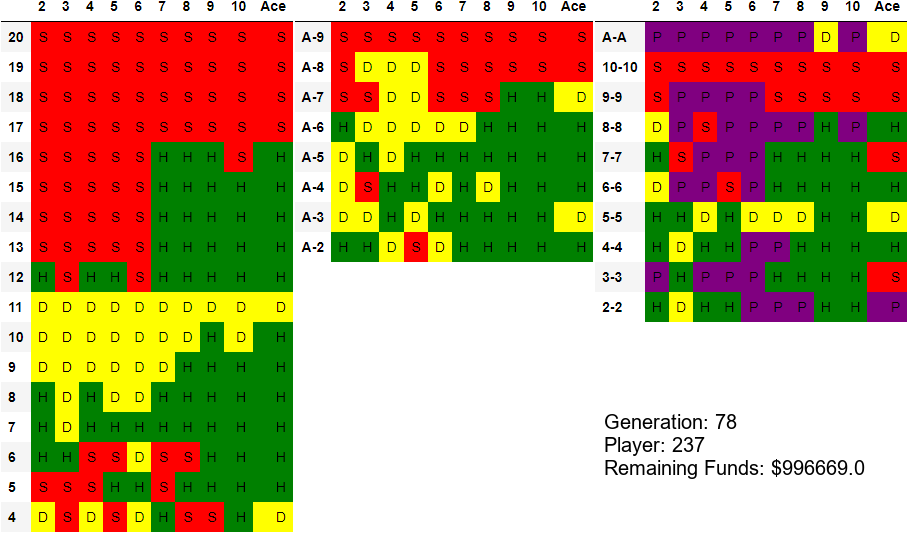 2 3 4 5 6 7 8 9 10 Ace
20 S S S S S S S S S S
19 S S S S S S S S S S
18 S S S S S S S S S S
17 S S S S S S S S S S
16 S S S S S H H H S H
15 S S S S S H H H H H
14 S S S S S H H H H H
13 S S S S S H H H H H
12 H S H H S H H H H H
11 D D D D D D D D D D
10 D D D D D D D H D H
9 D D D D D D H H H H
8 H D H D D H H H H H
7 H D H H H H H H H H
6 H H S S D S S H H H
5 S S S H H S H H H H
4 D S D S D H S S H D
2 3 4 5 6 7 8 9 10 Ace
A-9 S S S S S S S S S S
A-8 S D D D S S S S S S
A-7 S S D D S S S H H D
A-6 H D D D D D H H H H
A-5 D H D H H H H H H H
A-4 D S H H D H D H H H
A-3 D D H D H H H H H D
A-2 H H D S D H H H H H
2 3 4 5 6 7 8 9 10 Ace
A-A P P P P P P P D P D
10-10 S S S S S S S S S S
9-9 S P P P P S S S S S
8-8 D P S P P P P H P H
7-7 H S P P P H H H H S
6-6 D P P S P H H H H H
5-5 H H D H D D D H H D
4-4 H D H H P P H H H H
3-3 P H P P P H H H H S
2-2 H D H H P P P H H P
Generation: 78
Player: 237
Remaining Funds: $996669.0